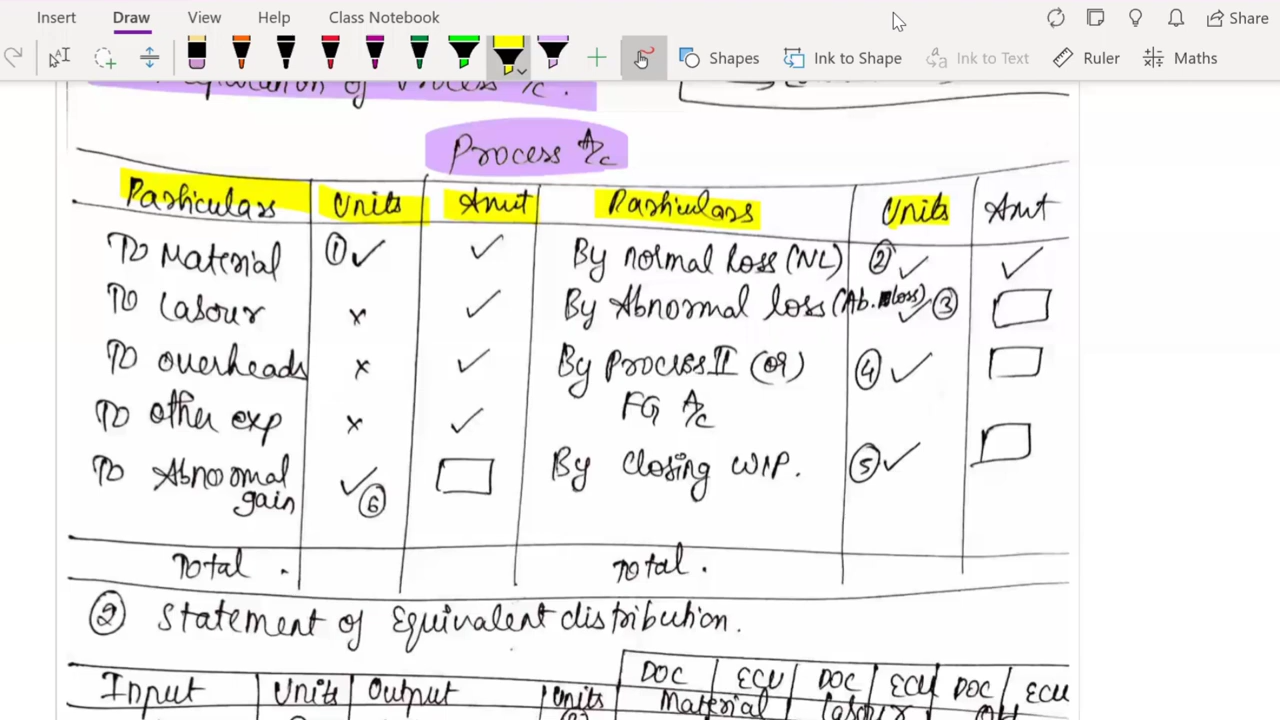 Insert Draw View Help Class Notebook Share
Shapes Ink to Shape Ink to Text Ruler Maths
of Process A/c.
Process A/c
Particulars Units Amt Particulars Units Amt
To Material ① ✓ ✓ By normal loss (NL) ② ✓ ✓
To Labour x ✓ By Abnormal loss (Ab. loss) ✓ ③
To overheads x ✓ By Process II (or) ④ ✓
FG A/c
To other exp x ✓
To Abnormal ✓ By Closing WIP. ⑤ ✓
gain ⑥
Total . Total .
② Statement of Equivalent distribution.
DOC ECU DOC ECU DOC ECU
Input Units Output Units Material Labour OH